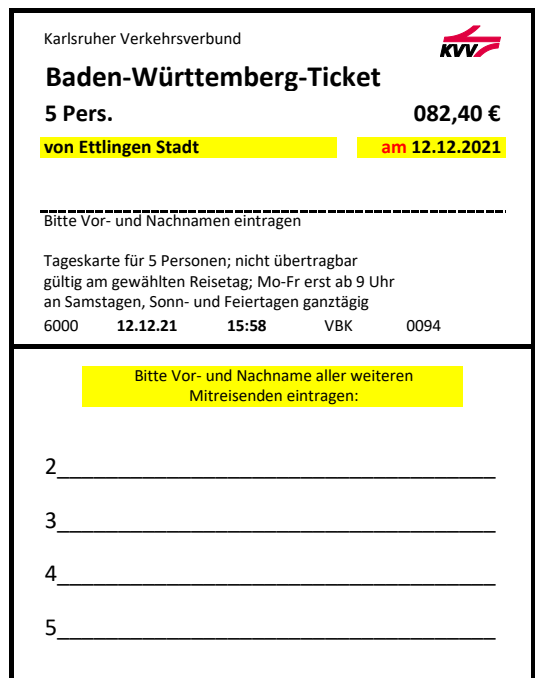 Karlsruher Verkehrsverbund
KVV
Baden-Württemberg-Ticket
5 Pers. 082,40 €
von Ettlingen Stadt am 12.12.2021
Bitte Vor- und Nachnamen eintragen
Tageskarte für 5 Personen; nicht übertragbar
gültig am gewählten Reisetag; Mo-Fr erst ab 9 Uhr
an Samstagen, Sonn- und Feiertagen ganztägig
6000 12.12.21 15:58 VBK 0094
Bitte Vor- und Nachname aller weiteren
Mitreisenden eintragen:
2
3
4
5